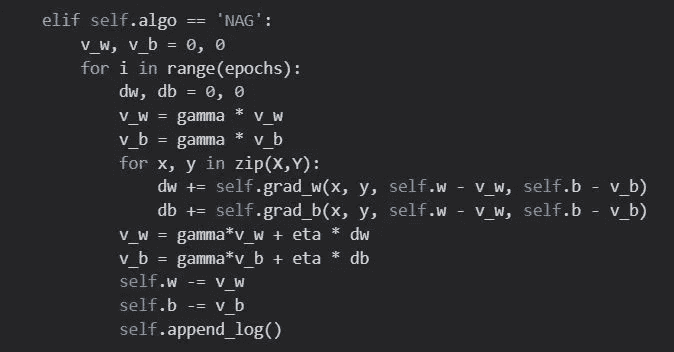 elif self.algo == 'NAG':
    v_w, v_b = 0, 0
    for i in range(epochs):
        dw, db = 0, 0
        v_w = gamma * v_w
        v_b = gamma * v_b
        for x, y in zip(X,Y):
            dw += self.grad_w(x, y, self.w - v_w, self.b - v_b)
            db += self.grad_b(x, y, self.w - v_w, self.b - v_b)
        v_w = gamma*v_w + eta * dw
        v_b = gamma*v_b + eta * db
        self.w -= v_w
        self.b -= v_b
        self.append_log()